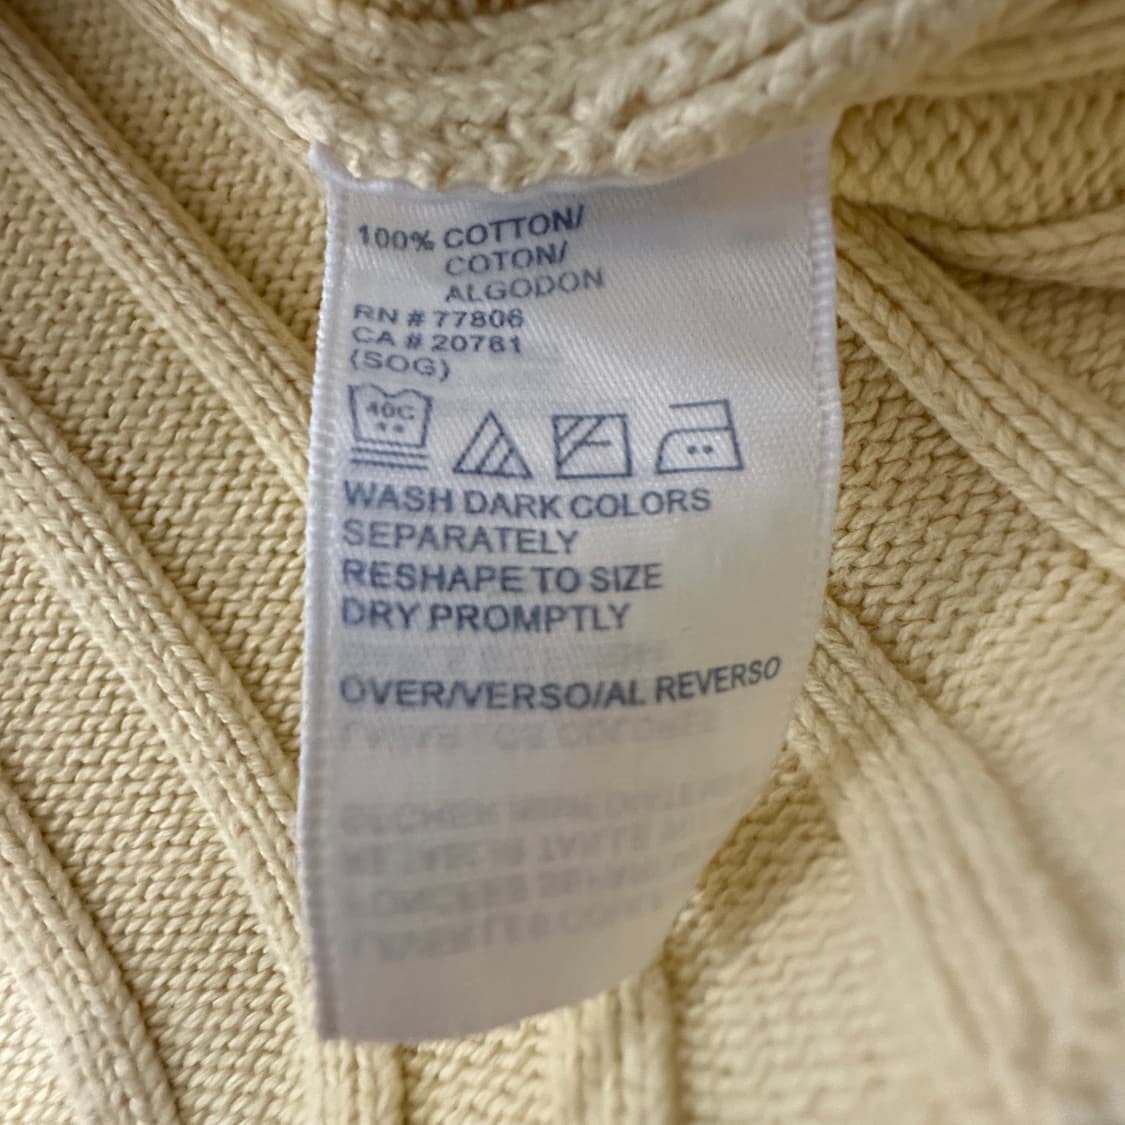 100% COTTON/
COTON/
ALGODON
RN # 77806
CA # 20781
(SOG)
40C
WASH DARK COLORS
SEPARATELY
RESHAPE TO SIZE
DRY PROMPTLY
OVER/VERSO/AL REVERSO